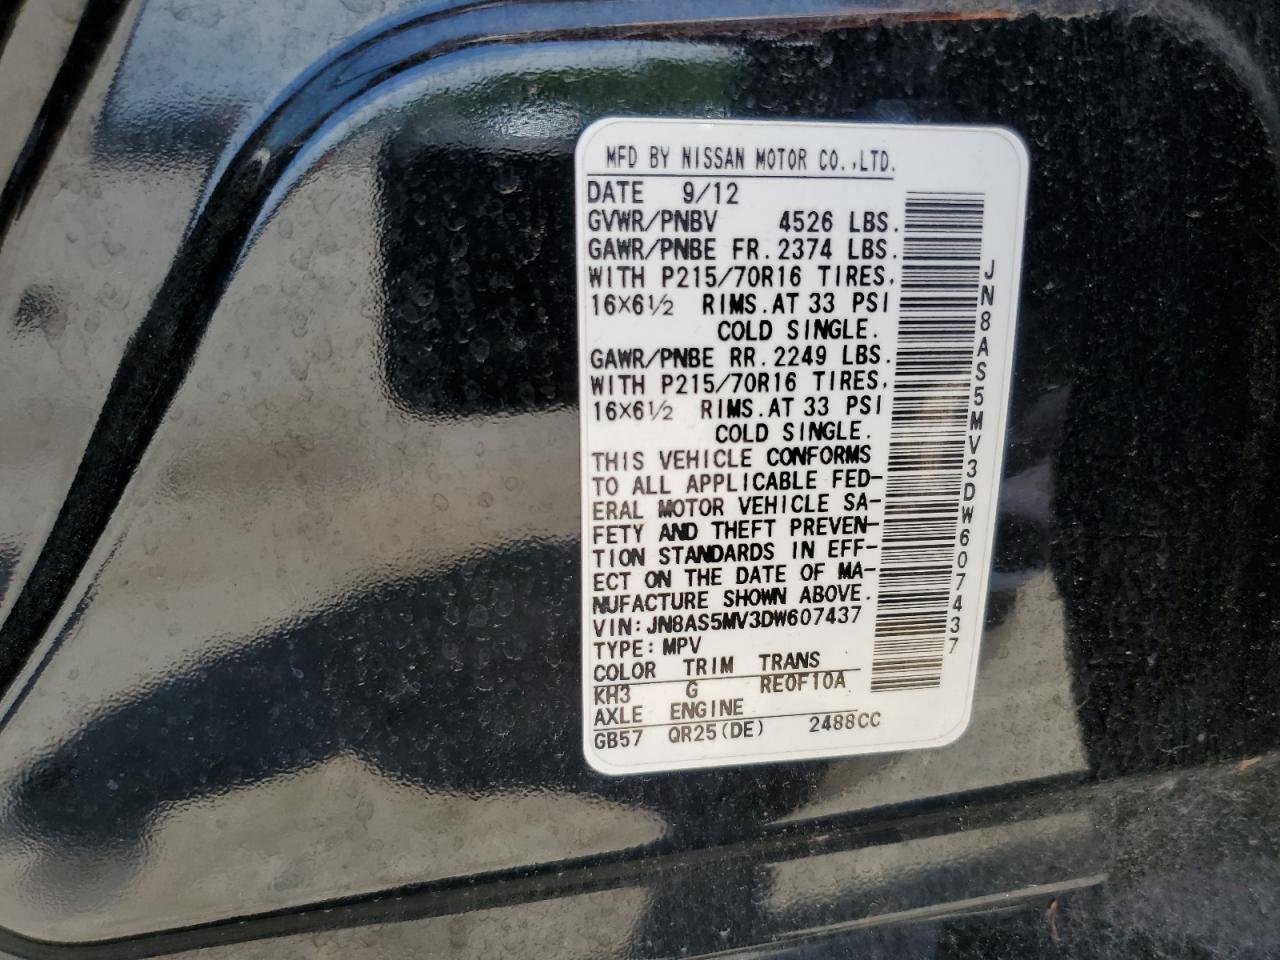 MFD BY NISSAN MOTOR CO.,LTD.
DATE 9/12
GVWR/PNBV 4526 LBS.
GAWR/PNBE FR. 2374 LBS.
WITH P215/70R16 TIRES,
16×6½ RIMS.AT 33 PSI
COLD SINGLE.
GAWR/PNBE RR. 2249 LBS.
WITH P215/70R16 TIRES,
16×6½ RIMS.AT 33 PSI
COLD SINGLE.
THIS VEHICLE CONFORMS
TO ALL APPLICABLE FED-
ERAL MOTOR VEHICLE SA-
FETY AND THEFT PREVEN-
TION STANDARDS IN EFF-
ECT ON THE DATE OF MA-
NUFACTURE SHOWN ABOVE.
VIN: JN8AS5MV3DW607437
TYPE: MPV
COLOR TRIM TRANS
KH3 G RE0F10A
AXLE ENGINE
GB57 QR25(DE) 2488CC
JN8AS5MV3DW607437